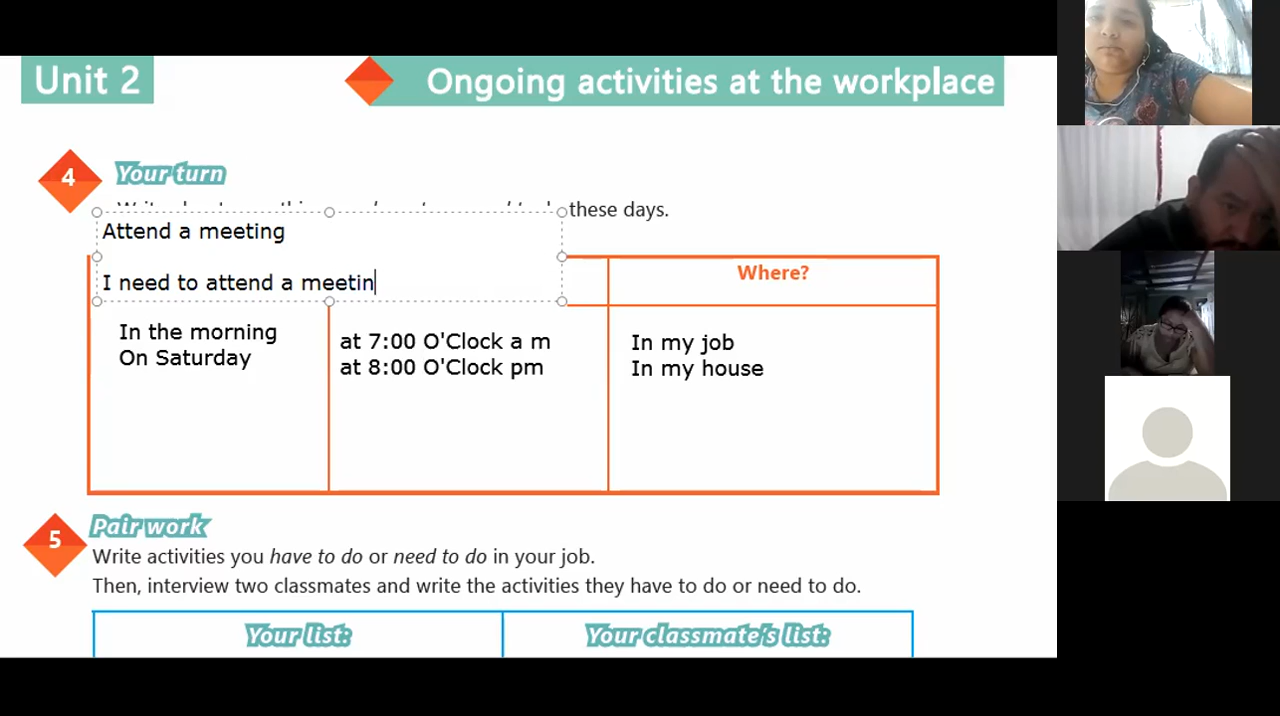 Unit 2
Ongoing activities at the workplace
4
Your turn
these days.
Attend a meeting
I need to attend a meetin
Where?
In the morning
On Saturday
at 7:00 O'Clock a m
at 8:00 O'Clock pm
In my job
In my house
5
Pair work
Write activities you have to do or need to do in your job.
Then, interview two classmates and write the activities they have to do or need to do.
Your list:
Your classmate's list: